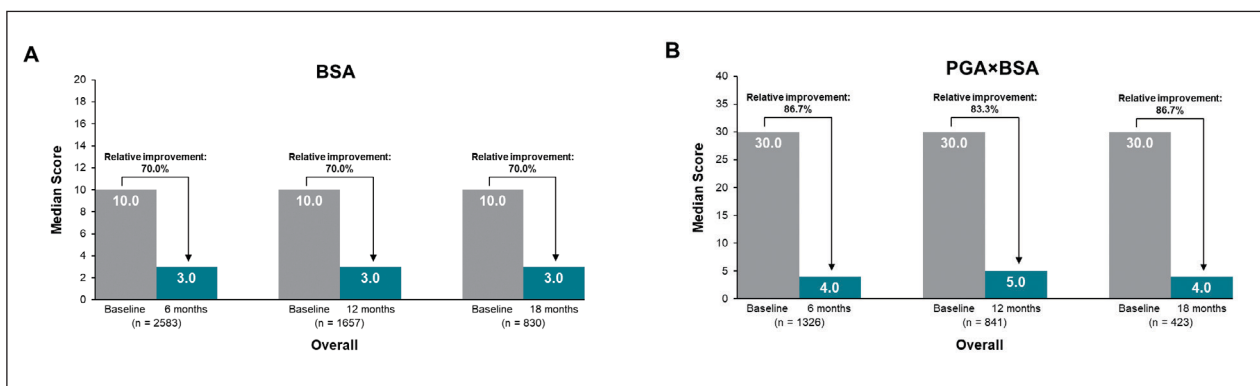 A
BSA
Median Score
20
18
16
14
12
10
8
6
4
2
0
Relative improvement:
70.0%
Relative improvement:
70.0%
Relative improvement:
70.0%
10.0
3.0
10.0
3.0
10.0
3.0
Baseline 6 months
(n = 2583)
Baseline 12 months
(n = 1657)
Baseline 18 months
(n = 830)
Overall
B
PGA×BSA
Median Score
40
35
30
25
20
15
10
5
0
Relative improvement:
86.7%
Relative improvement:
83.3%
Relative improvement:
86.7%
30.0
4.0
30.0
5.0
30.0
4.0
Baseline 6 months
(n = 1326)
Baseline 12 months
(n = 841)
Baseline 18 months
(n = 423)
Overall